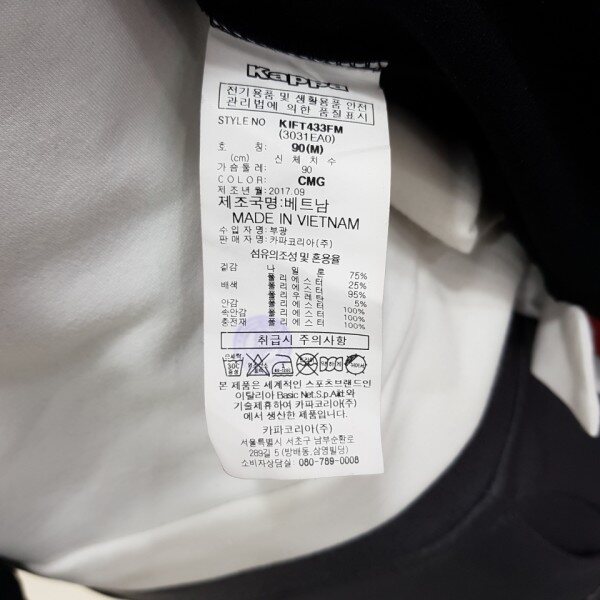 Kappa
전기용품 및 생활용품 안전
관리법에 의한 품질표시
STYLE NO KIFT433FM
(3031EA0)
호 칭: 90(M)
(cm) 신 체 치 수
가슴둘레: 90
COLOR: CMG
제조년월:2017.09
제조국명:베트남
MADE IN VIETNAM
수 입 자 명: 부광
판 매 자 명: 카파코리아(주)
섬유의조성 및 혼용율
겉감 나 일 론 75%
폴 리 에 스 터 25%
배색 폴 리 에 스 터 95%
폴 리 우 레 탄 5%
안감 폴 리 에 스 터 100%
속안감 폴 리 에 스 터 100%
충전재 폴 리 에 스 터 100%
취급시 주의사항
본 제품은 세계적인 스포츠브랜드인
이탈리아 Basic Net.S.p.A와
기술제휴하여 카파코리아(주)
에서 생산한 제품입니다.
카파코리아(주)
서울특별시 서초구 남부순환로
289길 5 (방배동,삼영빌딩)
소비자상담실: 080-789-0008